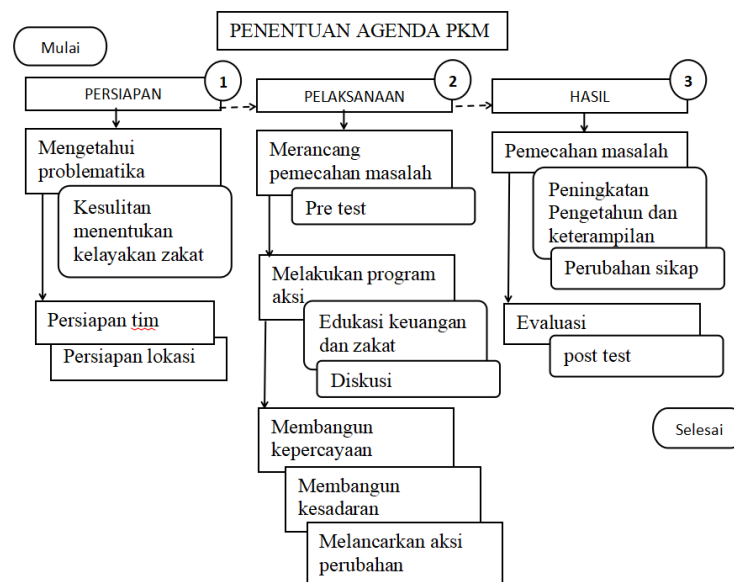 PENENTUAN AGENDA PKM
Mulai
1
PERSIAPAN
Mengetahui
problematika
Kesulitan
menentukan
kelayakan zakat
Persiapan tim
Persiapan lokasi
2
PELAKSANAAN
Merancang
pemecahan masalah
Pre test
Melakukan program
aksi
Edukasi keuangan
dan zakat
Diskusi
Membangun
kepercayaan
Membangun
kesadaran
Melancarkan aksi
perubahan
3
HASIL
Pemecahan masalah
Peningkatan
Pengetahun dan
keterampilan
Perubahan sikap
Evaluasi
post test
Selesai